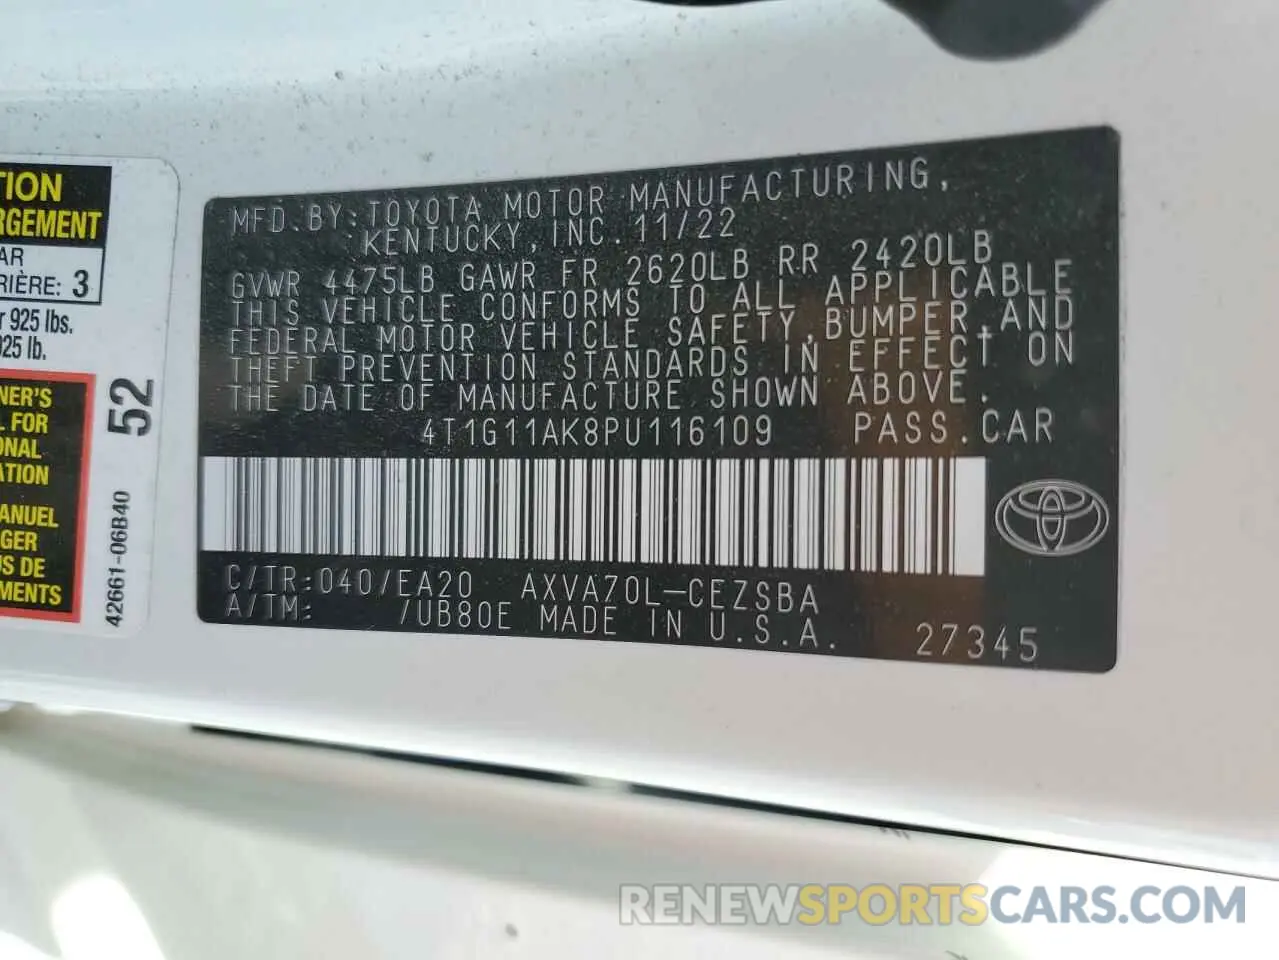 TION
RGEMENT
AR
RIÈRE: 3
r 925 lbs.
925 lb.
52
NER'S
L FOR
ONAL
ATION
ANUEL
GER
US DE
MENTS
42661-06B40
MFD. BY: TOYOTA MOTOR MANUFACTURING,
KENTUCKY, INC. 11/22
GVWR 4475LB GAWR FR 2620LB RR 2420LB
THIS VEHICLE CONFORMS TO ALL APPLICABLE
FEDERAL MOTOR VEHICLE SAFETY, BUMPER, AND
THEFT PREVENTION STANDARDS IN EFFECT ON
THE DATE OF MANUFACTURE SHOWN ABOVE.
4T1G11AK8PU116109 PASS.CAR
C/TR:040/EA20 AXVA70L-CEZSBA
A/TM: /UB80E MADE IN U.S.A. 27345
RENEWSPORTSCARS.COM